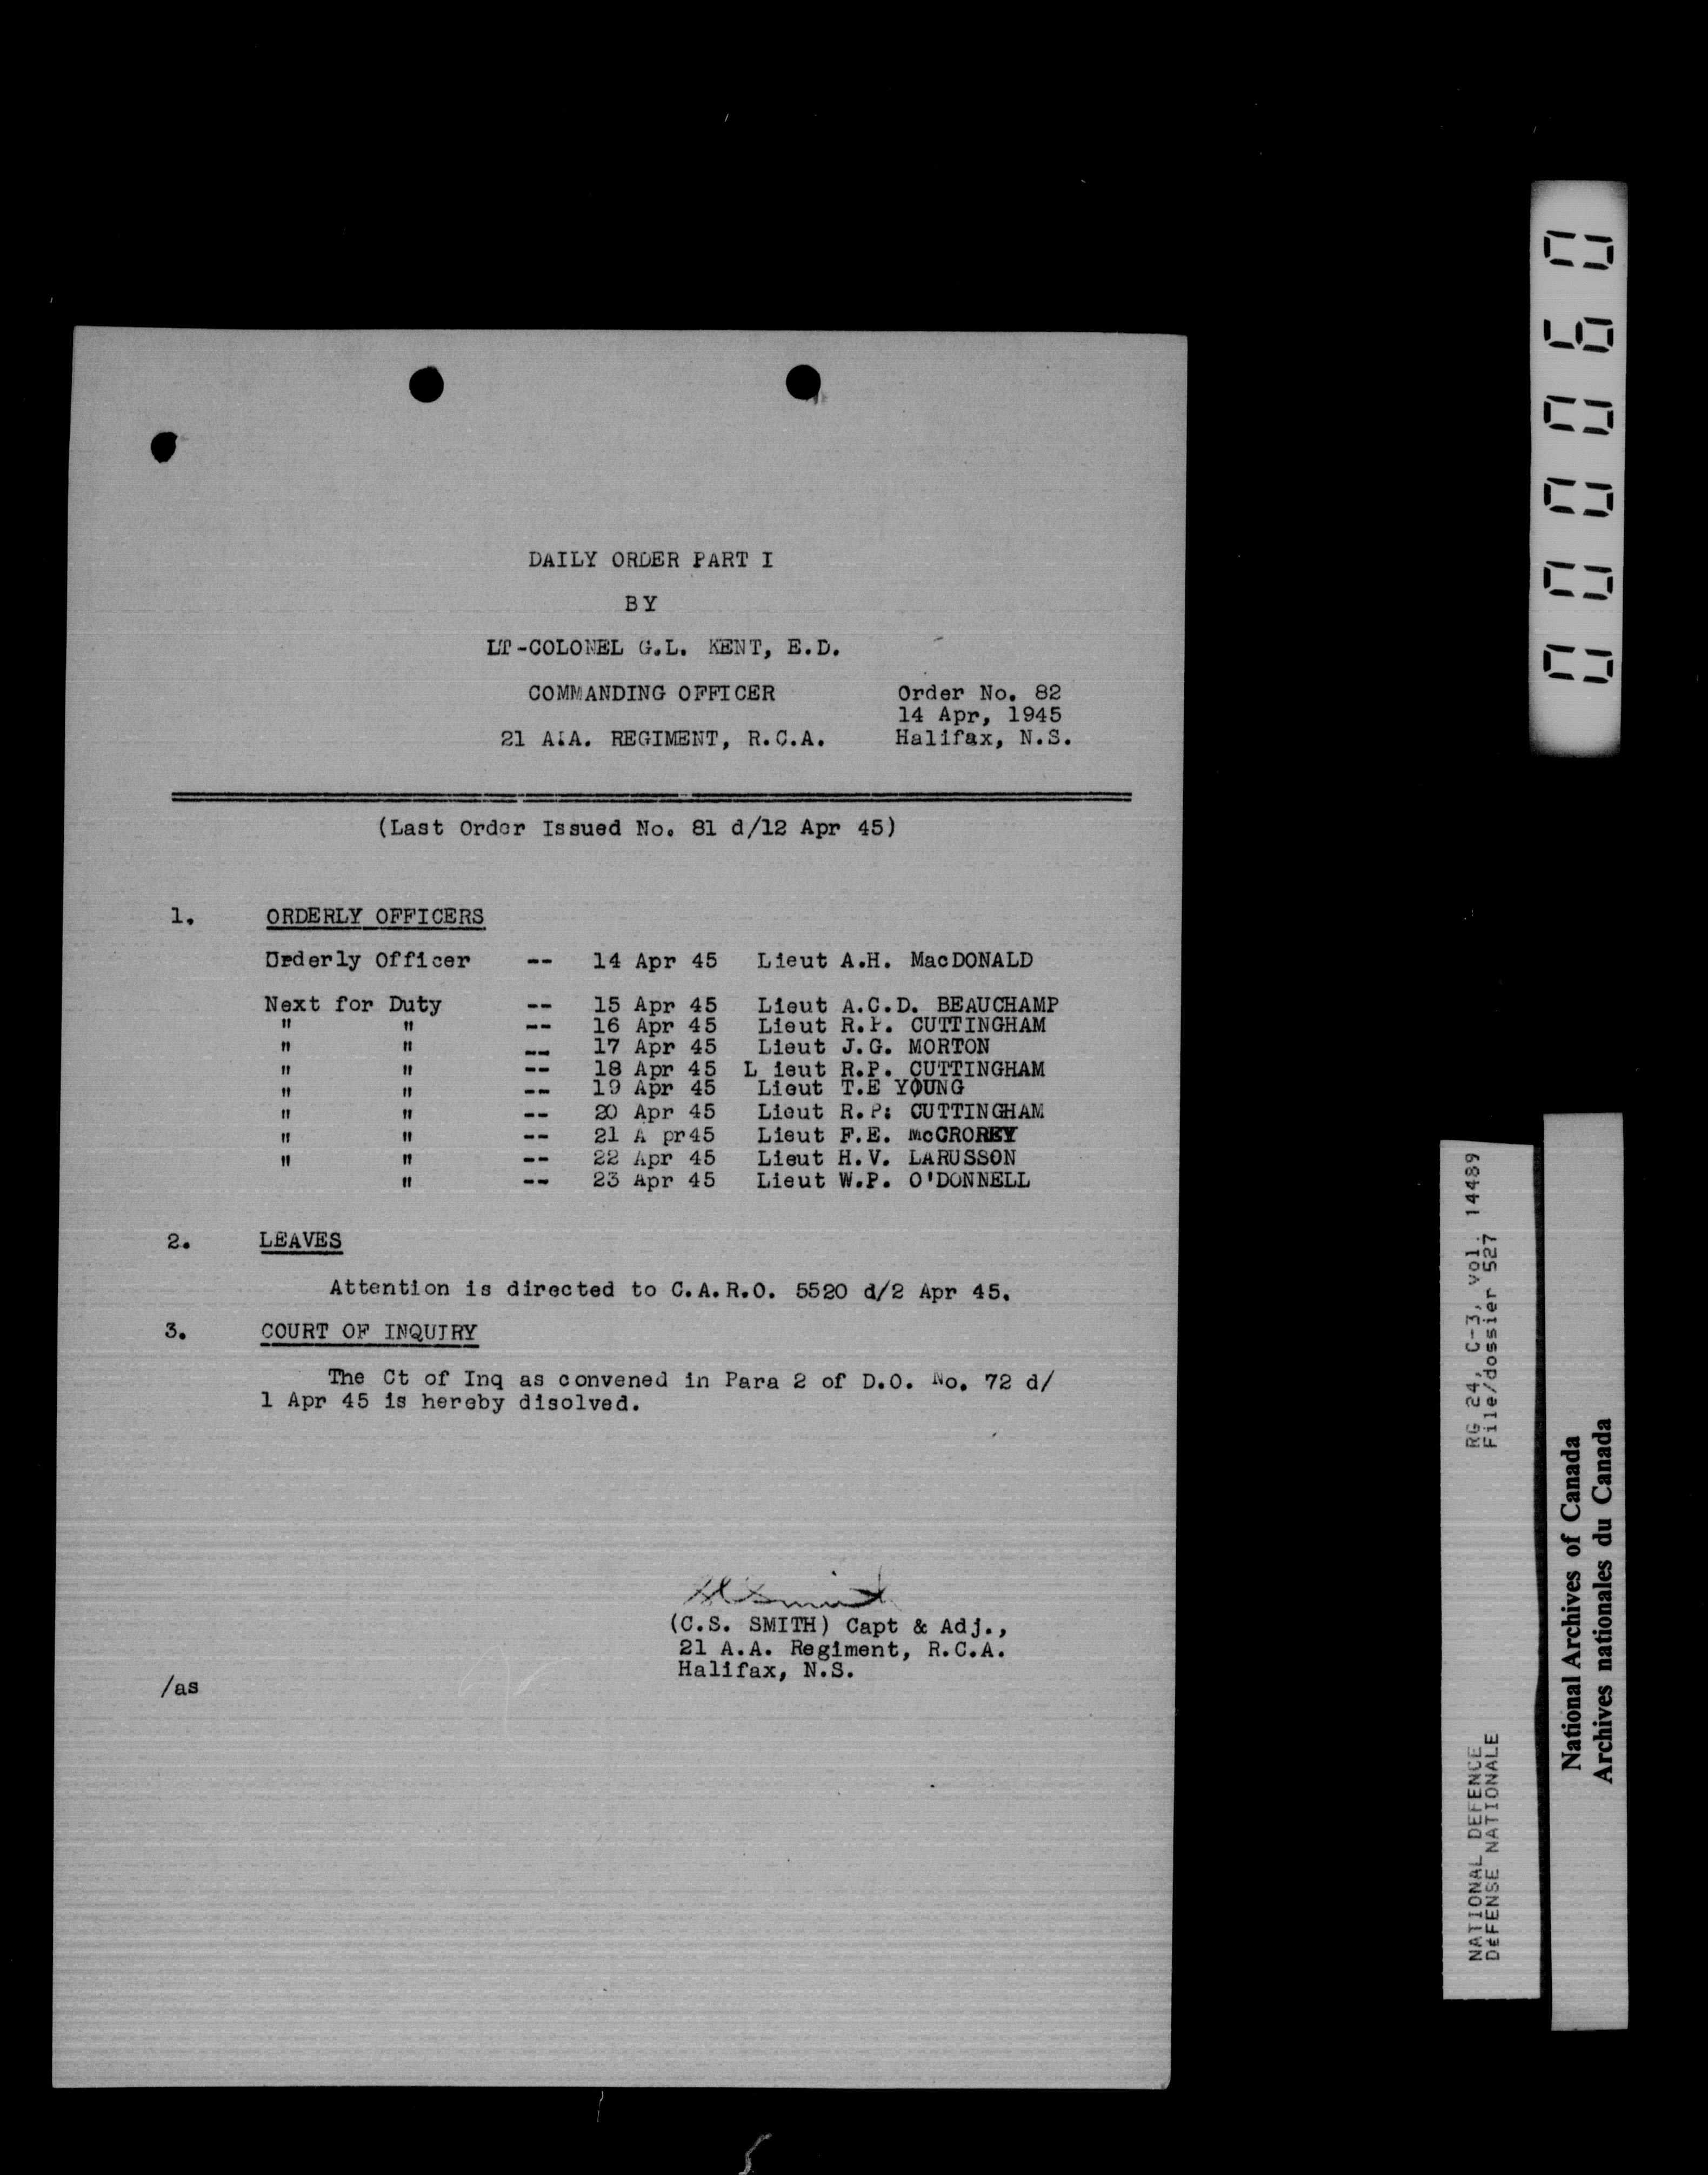 DAILY ORDER PART I
BY
LT-COLONEL G.L. KENT, E.D.
COMMANDING OFFICER Order No. 82
14 Apr, 1945
21 A.A. REGIMENT, R.C.A. Halifax, N.S.
(Last Order Issued No. 81 d/12 Apr 45)
1. ORDERLY OFFICERS
Orderly Officer -- 14 Apr 45 Lieut A.H. MacDONALD
Next for Duty -- 15 Apr 45 Lieut A.C.D. BEAUCHAMP
" " -- 16 Apr 45 Lieut R.P. CUTTINGHAM
" " -- 17 Apr 45 Lieut J.G. MORTON
" " -- 18 Apr 45 L ieut R.P. CUTTINGHAM
" " -- 19 Apr 45 Lieut T.E YOUNG
" " -- 20 Apr 45 Lieut R.P: CUTTINGHAM
" " -- 21 A pr45 Lieut F.E. McCROREY
" " -- 22 Apr 45 Lieut H.V. LARUSSON
" -- 23 Apr 45 Lieut W.P. O'DONNELL
2. LEAVES
Attention is directed to C.A.R.O. 5520 d/2 Apr 45.
3. COURT OF INQUIRY
The Ct of Inq as convened in Para 2 of D.O. No. 72 d/
1 Apr 45 is hereby disolved.
(C.S. SMITH) Capt & Adj.,
21 A.A. Regiment, R.C.A.
Halifax, N.S.
/as
000060
RG 24, C-3, vol. 14489
File/dossier 527
NATIONAL DEFENCE
DÉFENSE NATIONALE
National Archives of Canada
Archives nationales du Canada